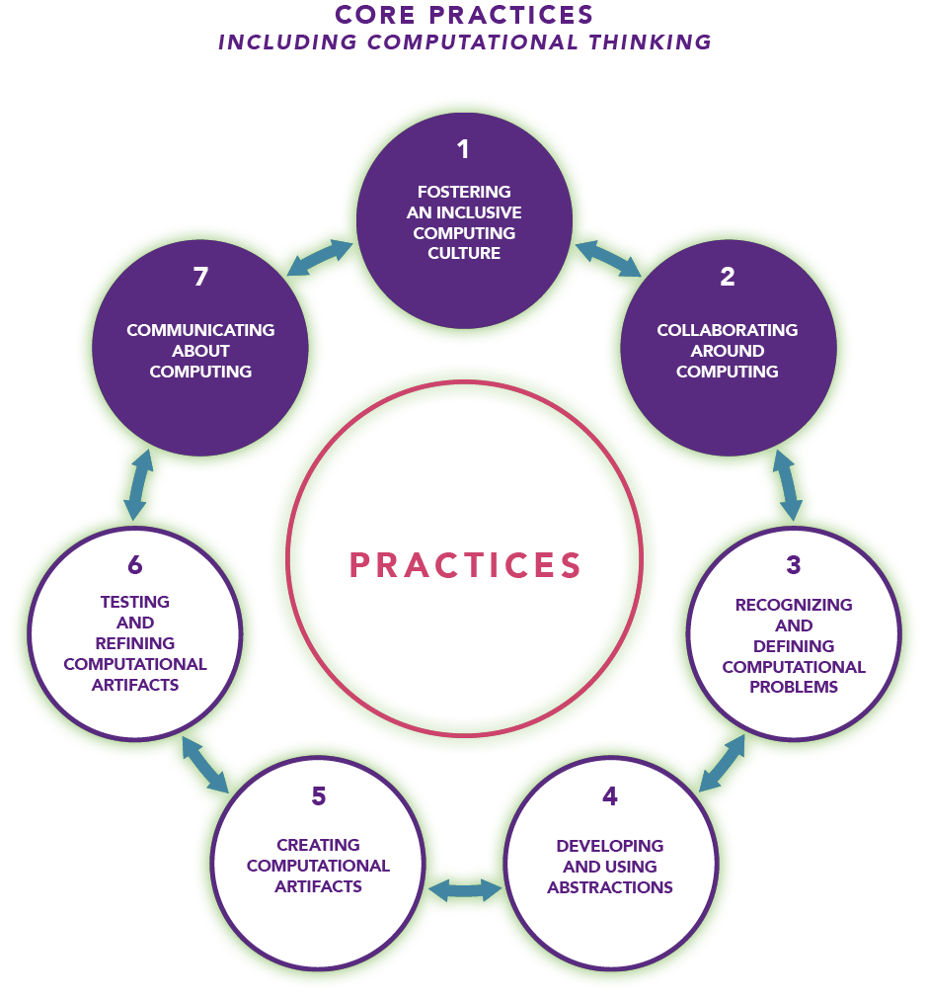 CORE PRACTICES
INCLUDING COMPUTATIONAL THINKING
1
FOSTERING
AN INCLUSIVE
COMPUTING
CULTURE
2
COLLABORATING
AROUND
COMPUTING
3
RECOGNIZING
AND
DEFINING
COMPUTATIONAL
PROBLEMS
4
DEVELOPING
AND USING
ABSTRACTIONS
5
CREATING
COMPUTATIONAL
ARTIFACTS
6
TESTING
AND
REFINING
COMPUTATIONAL
ARTIFACTS
7
COMMUNICATING
ABOUT
COMPUTING
PRACTICES